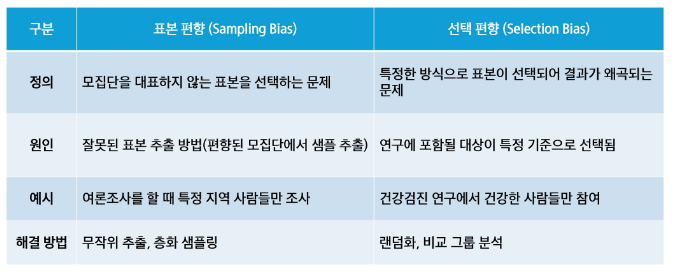 구분 표본 편향 (Sampling Bias) 선택 편향 (Selection Bias)
정의 모집단을 대표하지 않는 표본을 선택하는 문제 특정한 방식으로 표본이 선택되어 결과가 왜곡되는
문제
원인 잘못된 표본 추출 방법(편향된 모집단에서 샘플 추출) 연구에 포함될 대상이 특정 기준으로 선택됨
예시 여론조사를 할 때 특정 지역 사람들만 조사 건강검진 연구에서 건강한 사람들만 참여
해결 방법 무작위 추출, 층화 샘플링 랜덤화, 비교 그룹 분석